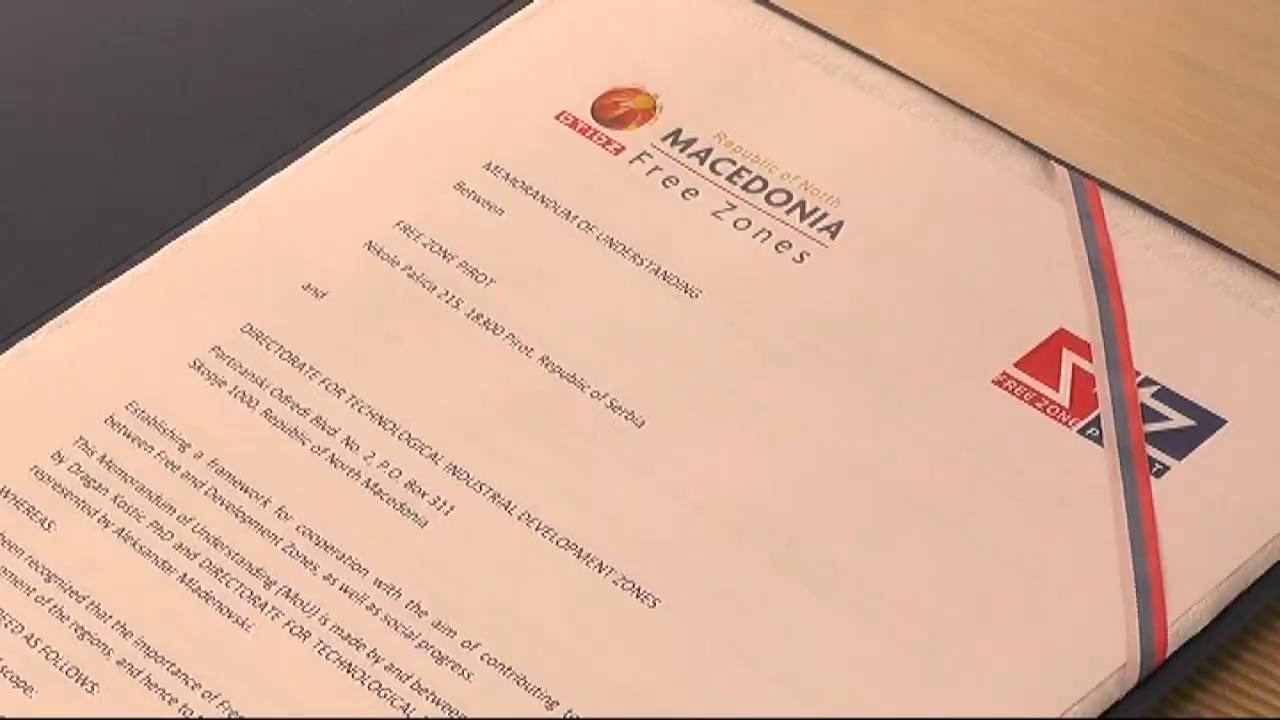 Republic of North
MACEDONIA
Free Zones
MEMORANDUM OF UNDERSTANDING
Between
FREE ZONE PIROT
Nikole Pašića 215, 18300 Pirot, Republic of Serbia
and
DIRECTORATE FOR TECHNOLOGICAL INDUSTRIAL DEVELOPMENT ZONES
Partizanski Odredi Blvd. No. 2, P.O. Box 311
Skopje 1000, Republic of North Macedonia
FREE ZONE
Establishing a framework for cooperation with the aim of contributing to
between Free and Development Zones, as well as social progress.
This Memorandum of Understanding (MoU) is made by and between
by Dragan Kostic PhD and DIRECTORATE FOR TECHNOLOGICAL
represented by Aleksandar Mladenovski:
WHEREAS:
been recognized that the importance of Free
of the regions, and hence to
AS FOLLOWS:
scope: